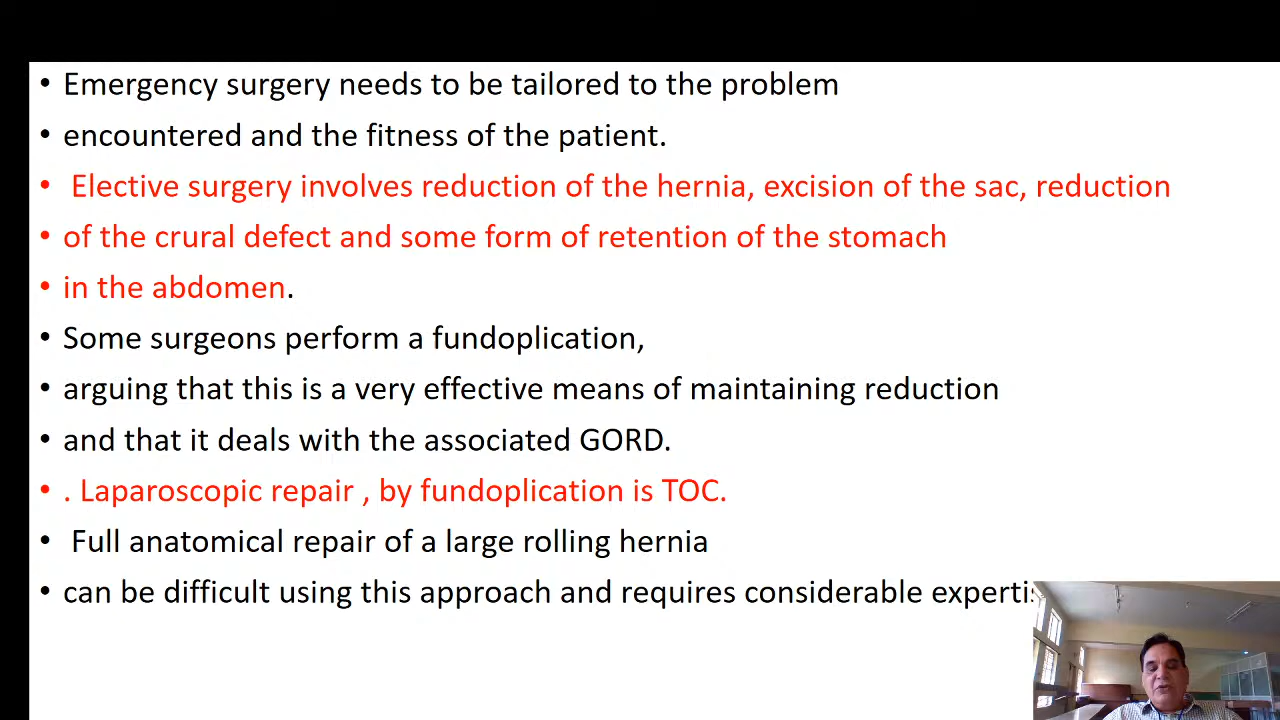 • Emergency surgery needs to be tailored to the problem
• encountered and the fitness of the patient.
• Elective surgery involves reduction of the hernia, excision of the sac, reduction
• of the crural defect and some form of retention of the stomach
• in the abdomen.
• Some surgeons perform a fundoplication,
• arguing that this is a very effective means of maintaining reduction
• and that it deals with the associated GORD.
• . Laparoscopic repair , by fundoplication is TOC.
• Full anatomical repair of a large rolling hernia
• can be difficult using this approach and requires considerable